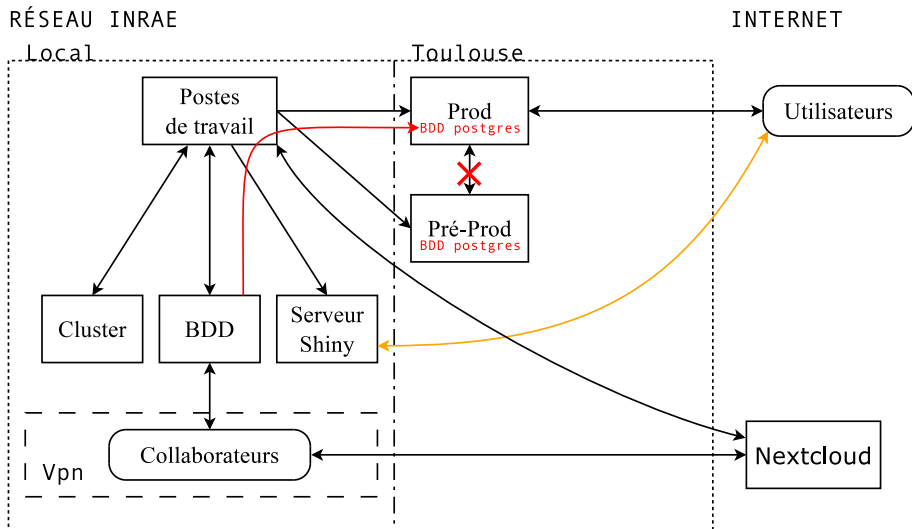 RÉSEAU INRAE
INTERNET
Local
Toulouse
Postes
de travail
Prod
BDD postgres
Utilisateurs
Pré-Prod
BDD postgres
Cluster
BDD
Serveur
Shiny
Collaborateurs
Vpn
Nextcloud